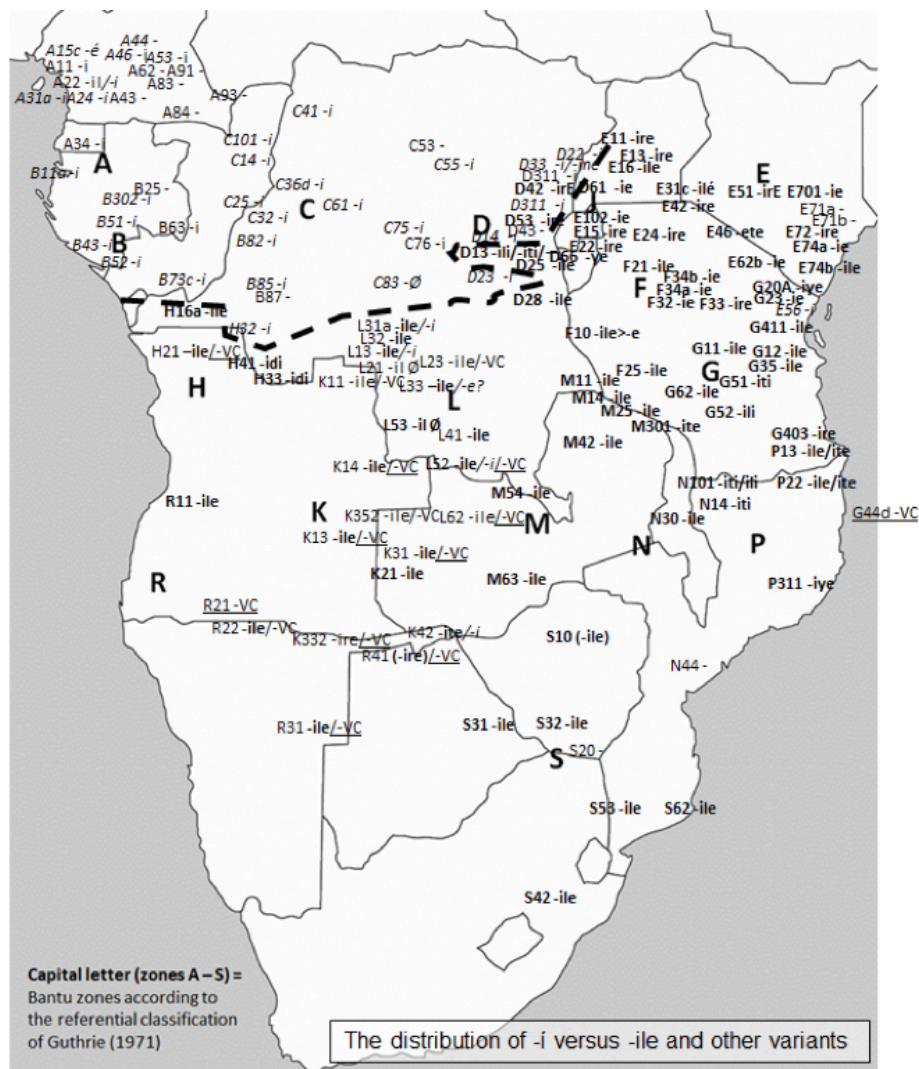 A44 -
A15c -é
A46 -i
A53 -i
A11 -i
A62 -
A91 -
A22 -il/-i
A83 -
A31a -i
A24 -i
A43 -
A93 -
A84 -
C41 -i
A34 -i
A
C101 -i
C14 -i
C53 -
C55 -i
E11 -ire
D22 -
E13 -ire
D33 -i/-me
E16 -ile
D311 -i
B11a -i
B25 -
B302 -i
C36d -i
D42 -irE
D61 -ie
E31c -ilé
E
E51 -irE
E701 -ie
C25 -i
C
C61 -i
D311 -i
J
E42 -ire
E71a -
B51 -i
B63 -i
C32 -i
C75 -i
D
D53 -ire
E102 -ie
E71b -
B
B43 -i
B82 -i
C76 -i
D14 -i
D43 -
E15 -ire
E24 -ire
E46 -ete
E72 -ire
B52 -i
D13 -ili/-iti/-
E22 -ire
E74a -ie
D25 -ile
D65 -ye
F21 -ile
E62b -ie
E74b -ile
B73c -i
B85 -i
C83 -Ø
D23 -i
F34b -ie
B87 -
D28 -ile
F
F34a -ie
G20A. -iye
F32 -ie
F33 -ire
G23 -ie
H16a -ile
E56 -i
H32 -i
L31a -ile/-i
L32 -ile
F10 -ile>-e
G411 -ile
H21 -ile/-VC
H41 -idi
L13 -ile/-i
L21 -il Ø
L23 -ile/-VC
G11 -ile
G12 -ile
H33 -idi
K11 -ile/-VC
L33 -ile/-e?
M11 -ile
F25 -ile
G
G35 -ile
G51 -iti
H
L
M14 -ile
G62 -ile
M25 -ile
G52 -ili
L53 -il Ø
L41 -ile
M42 -ile
M301 -ite
G403 -ire
P13 -ile/ite
K14 -ile/-VC
L52 -ile/-i/-VC
N101 -iti/ili
P22 -ile/ite
R11 -ile
M54 -ile
N14 -iti
K
K352 -ile/-VC
L62 -ile/-VC
M
N30 -ile
G44d -VC
K13 -ile/-VC
N
P
K31 -ile/-VC
R
K21 -ile
M63 -ile
P311 -iye
R21 -VC
R22 -ile/-VC
K332 -ire/-VC
K42 -ite/-i
S10 (-ile)
R41 (-ire)/-VC
N44 -
R31 -ile/-VC
S31 -ile
S32 -ile
S
S20 -
S53 -ile
S62 -ile
S42 -ile
Capital letter (zones A – S) =
Bantu zones according to
the referential classification
of Guthrie (1971)
The distribution of -í versus -ile and other variants